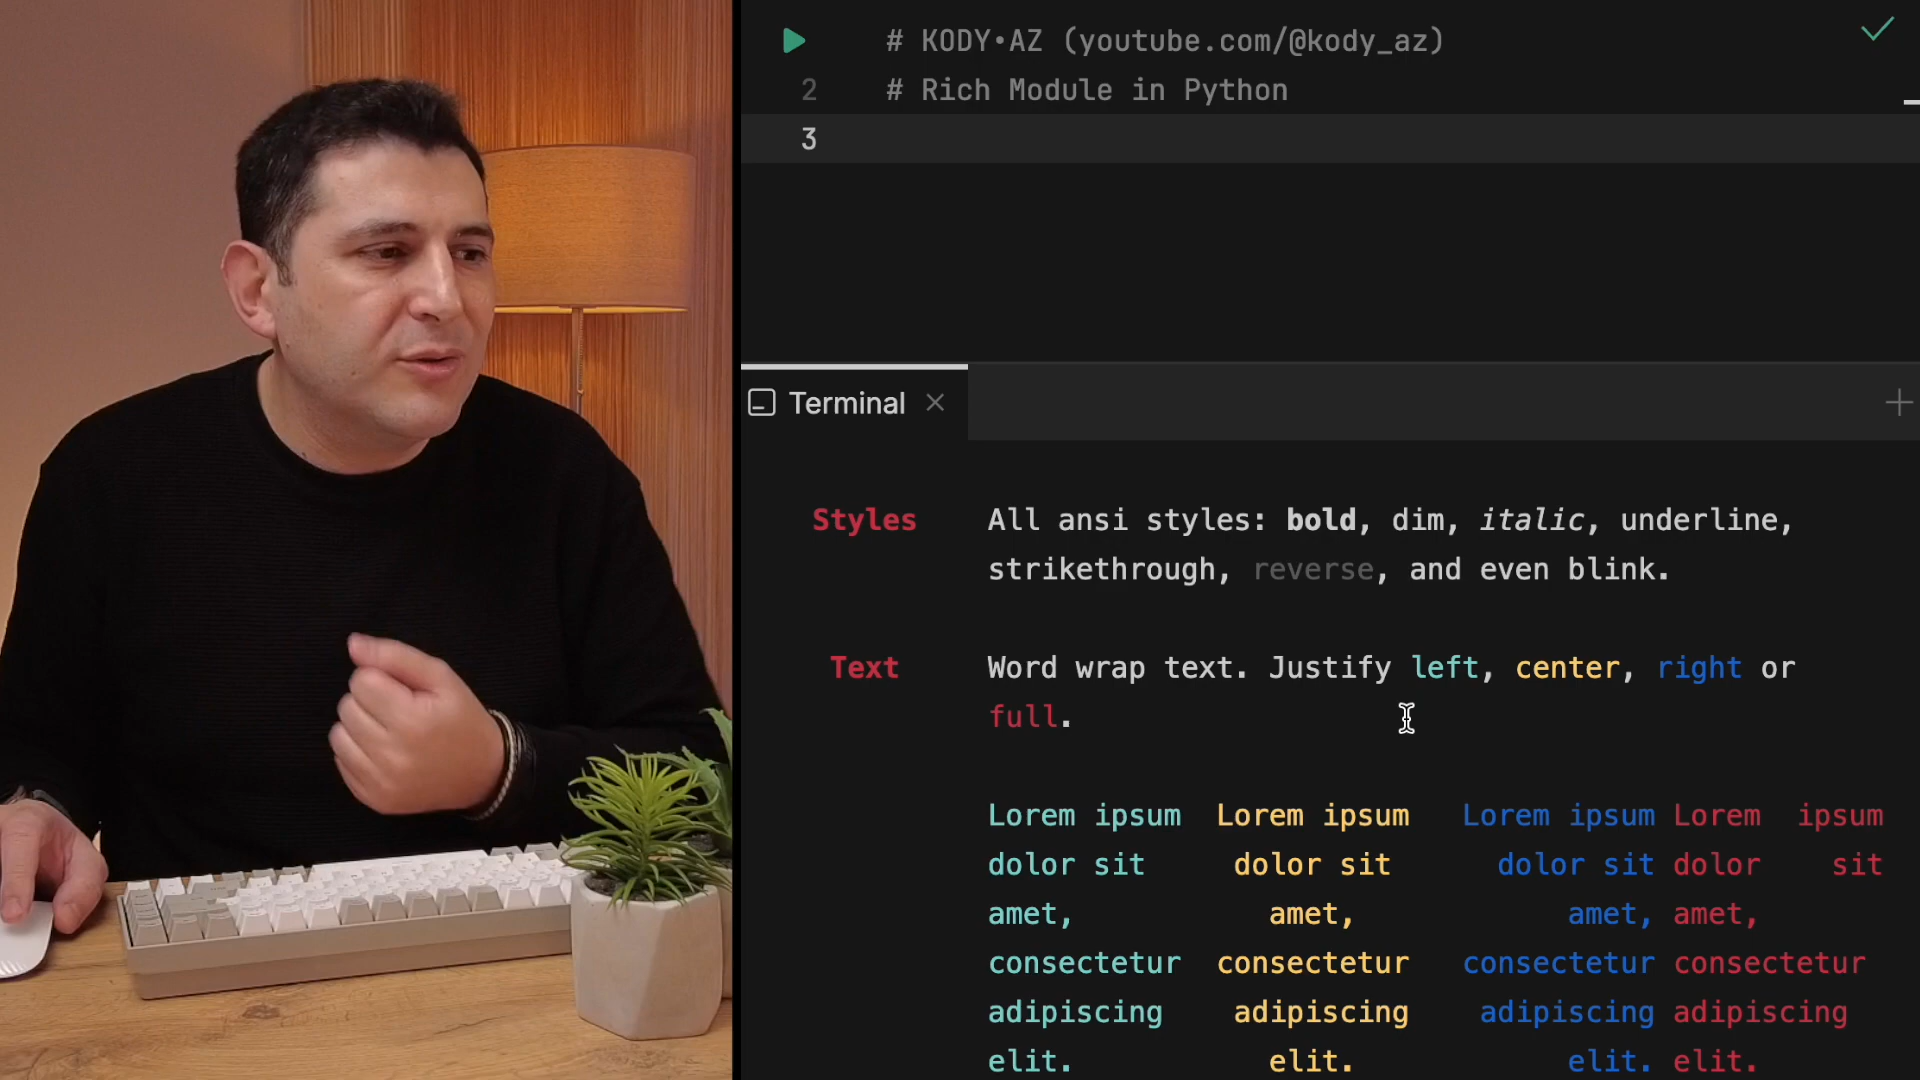 # KODY•AZ (youtube.com/@kody_az)
2 # Rich Module in Python
3
Terminal
Styles All ansi styles: bold, dim, italic, underline,
strikethrough, reverse, and even blink.
Text Word wrap text. Justify left, center, right or
full.
Lorem ipsum Lorem ipsum Lorem ipsum Lorem ipsum
dolor sit dolor sit dolor sit dolor sit
amet, amet, amet, amet,
consectetur consectetur consectetur consectetur
adipiscing adipiscing adipiscing adipiscing
elit. elit. elit. elit.